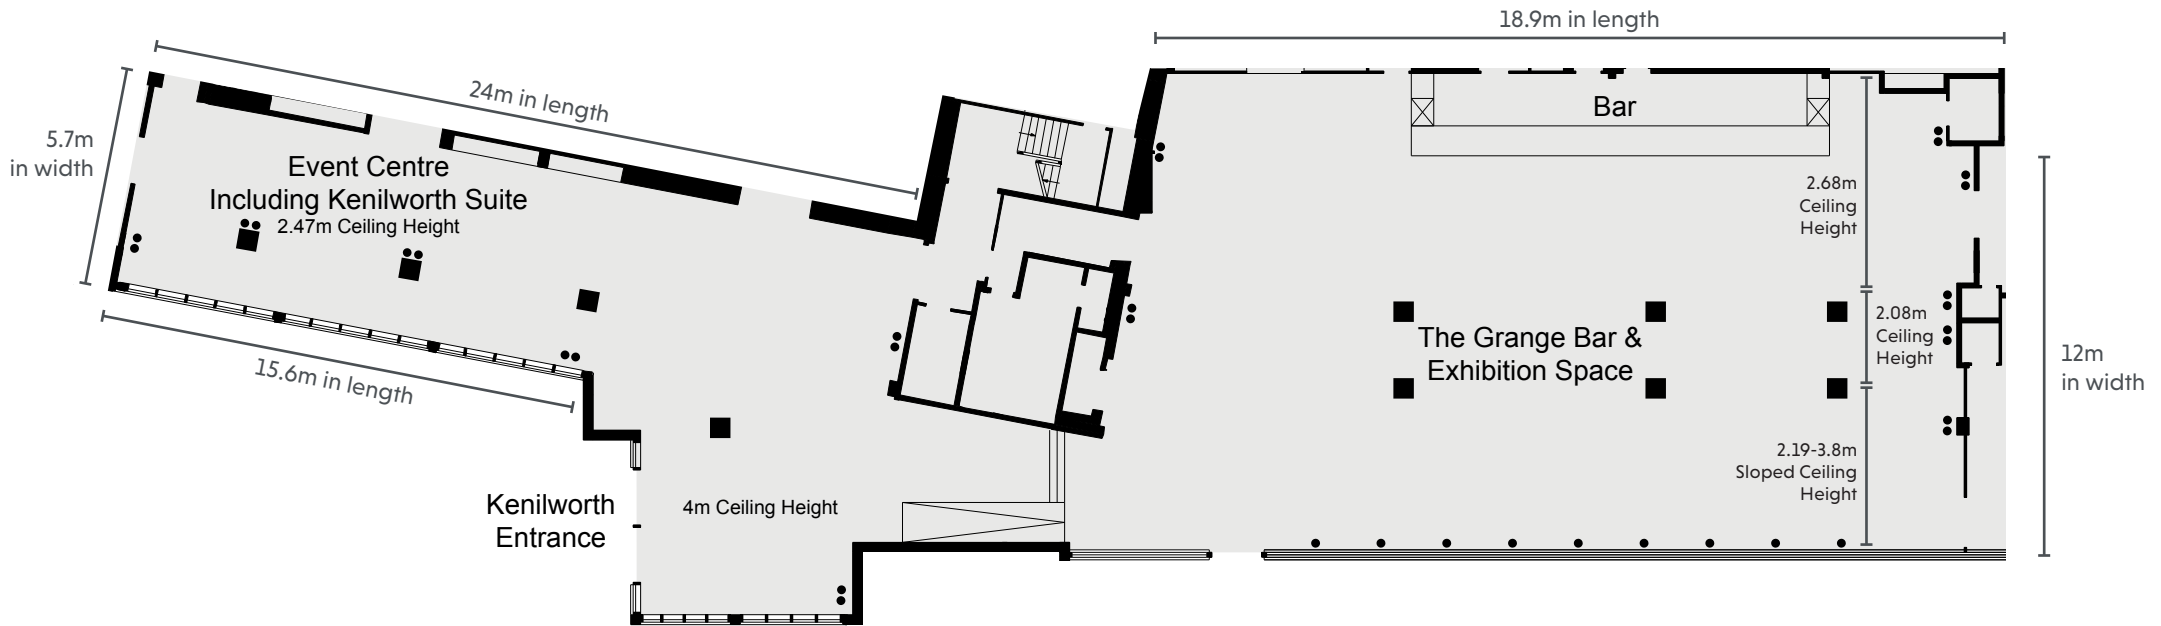 18.9m in length
24m in length
5.7m
in width
Event Centre
Including Kenilworth Suite
2.47m Ceiling Height
15.6m in length
Kenilworth
Entrance
4m Ceiling Height
Bar
2.68m
Ceiling
Height
The Grange Bar &
Exhibition Space
2.08m
Ceiling
Height
2.19-3.8m
Sloped Ceiling
Height
12m
in width